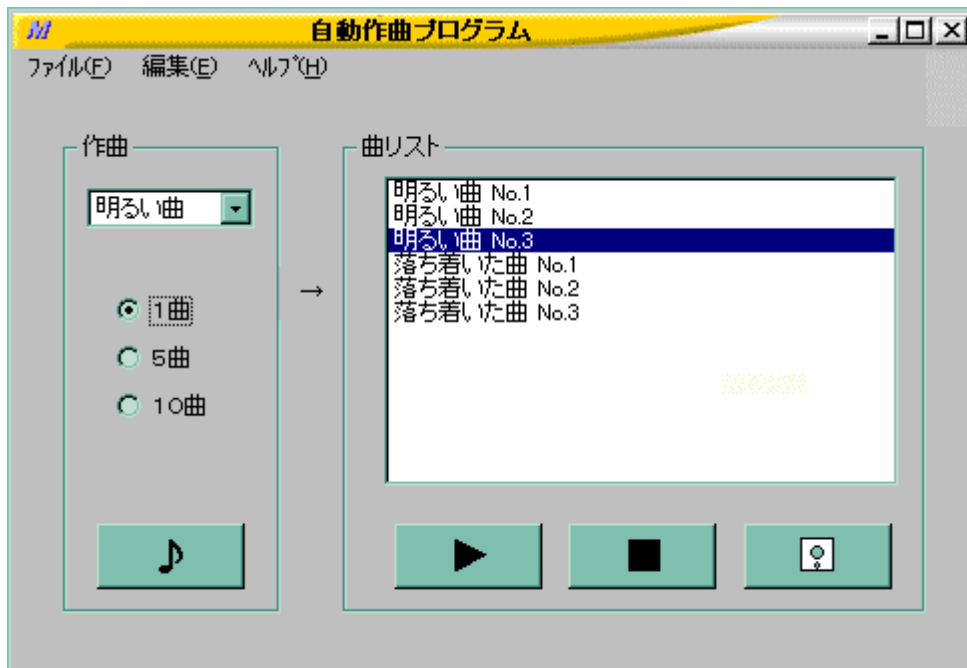 M 自動作曲プログラム
ﾌｧｲﾙ(F) 編集(E) ﾍﾙﾌﾟ(H)
作曲
明るい曲
1曲
5曲
10曲
→
曲リスト
明るい曲 No.1
明るい曲 No.2
明るい曲 No.3
落ち着いた曲 No.1
落ち着いた曲 No.2
落ち着いた曲 No.3